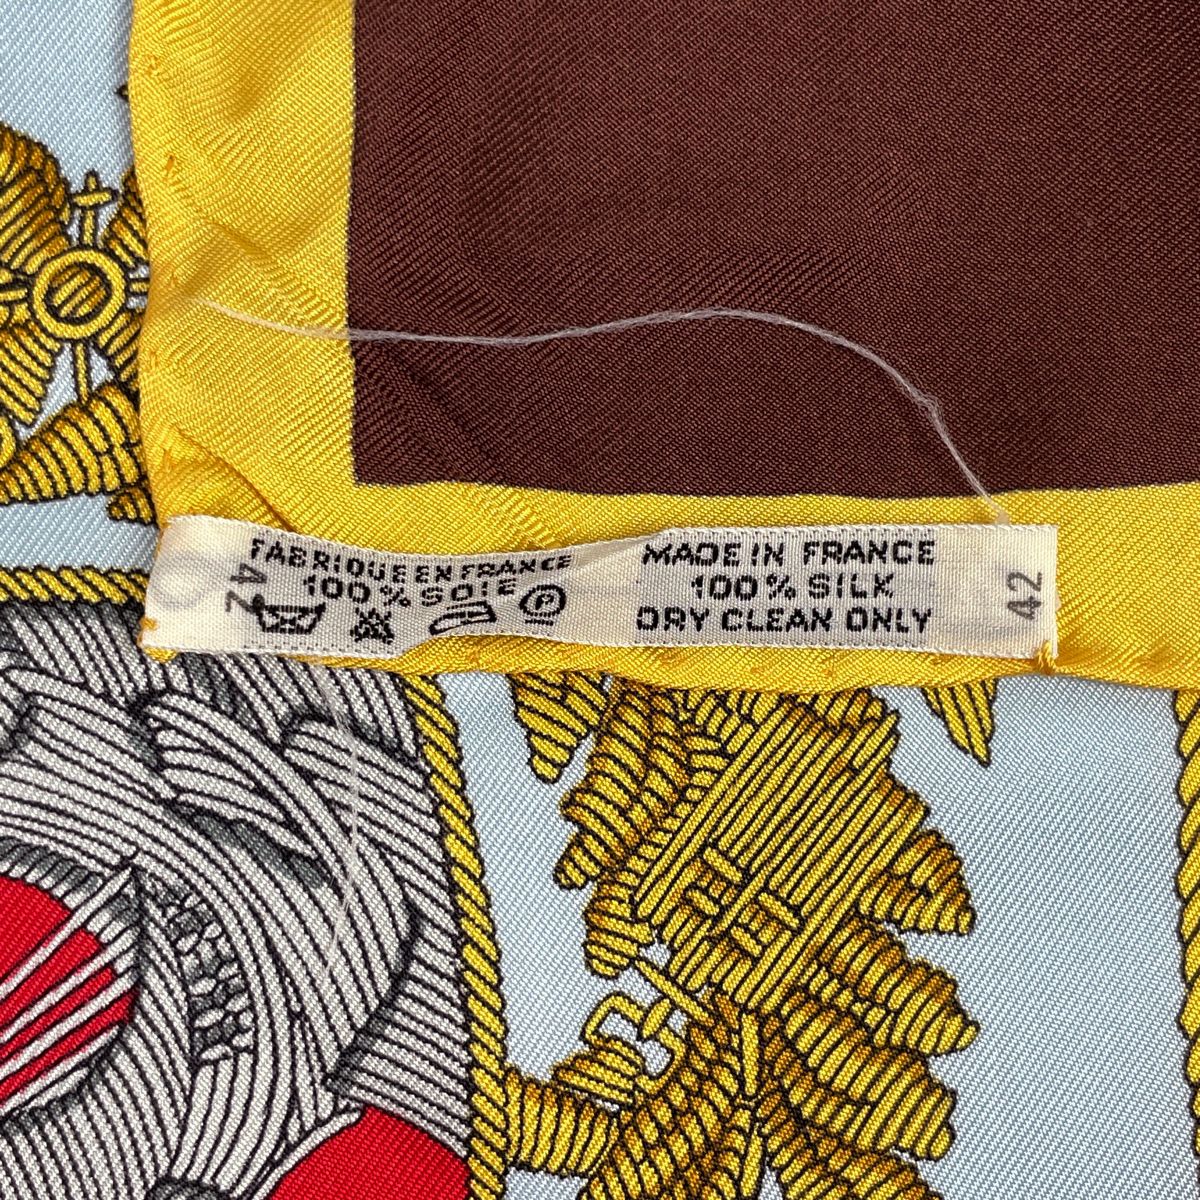 42
FABRIQUE EN FRANCE
100% SOIE
P
MADE IN FRANCE
100% SILK
DRY CLEAN ONLY
42